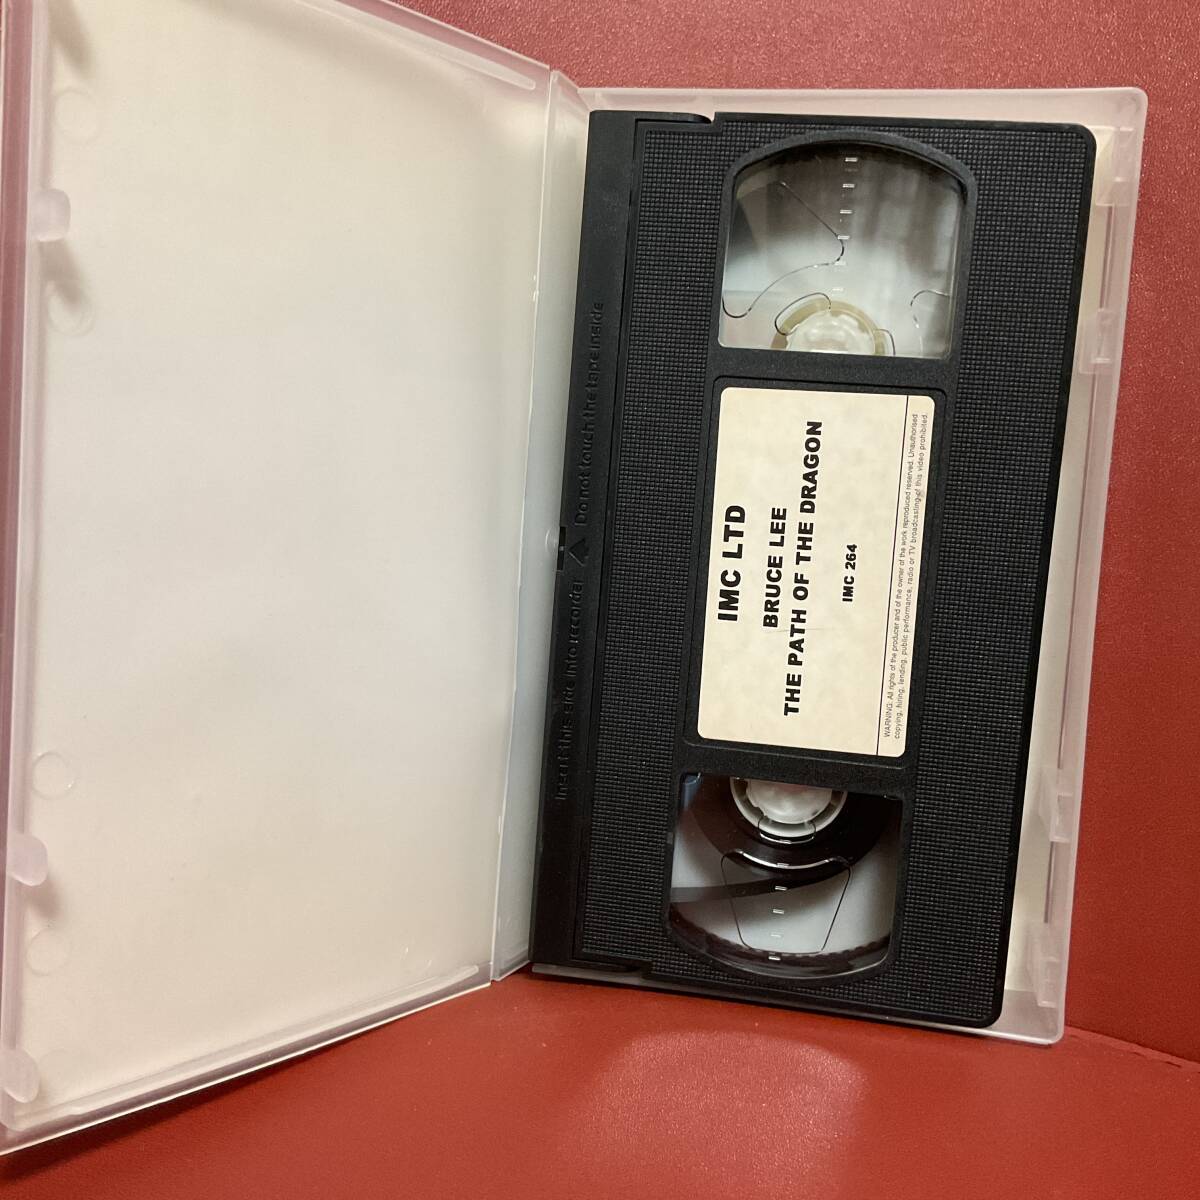 IMC LTD
BRUCE LEE
THE PATH OF THE DRAGON
IMC 264
WARNING: All rights of the producer and of the owner of the work reproduced reserved. Unauthorised
copying, hiring, lending, public performance, radio or TV broadcasting of this video prohibited.
Insert this side into recorder
Do not touch the tape inside